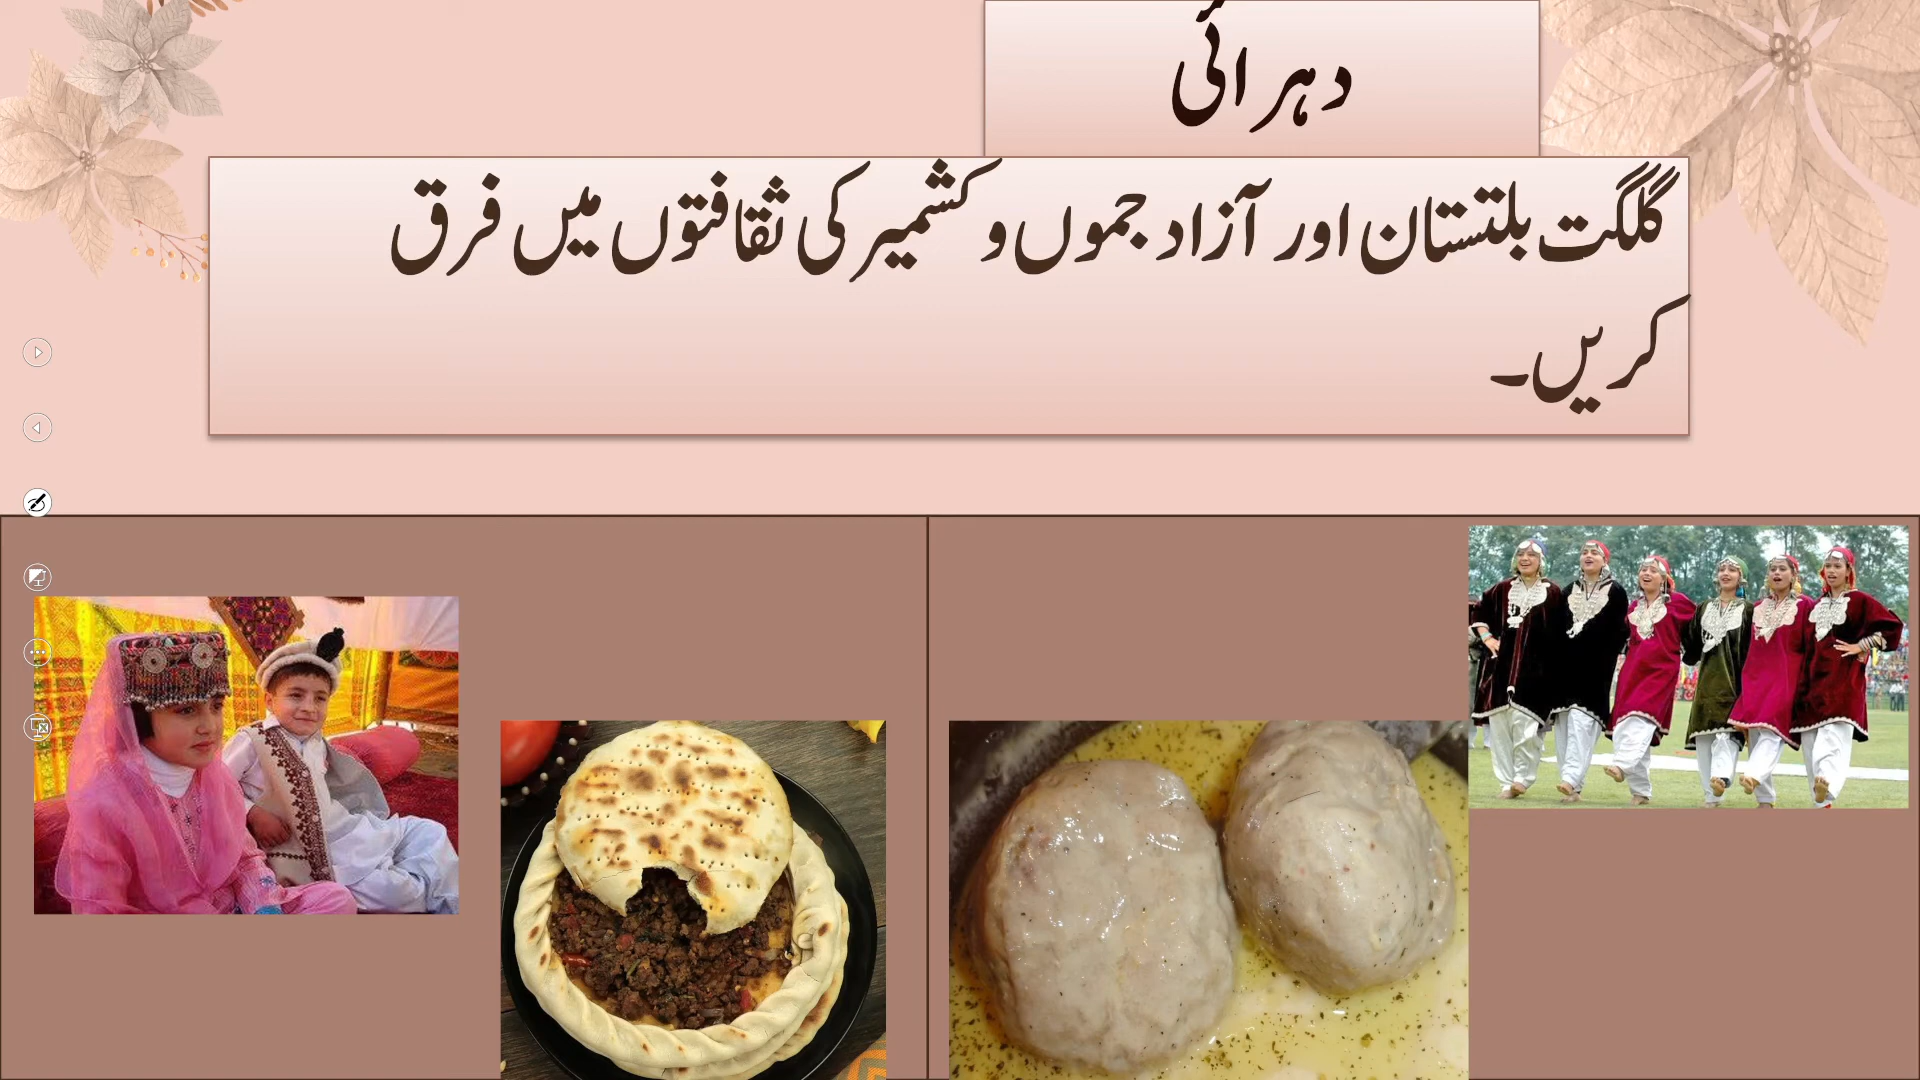 دہرائی
گلگت بلتستان اور آزاد جموں و کشمیر کی ثقافتوں میں فرق
کریں۔